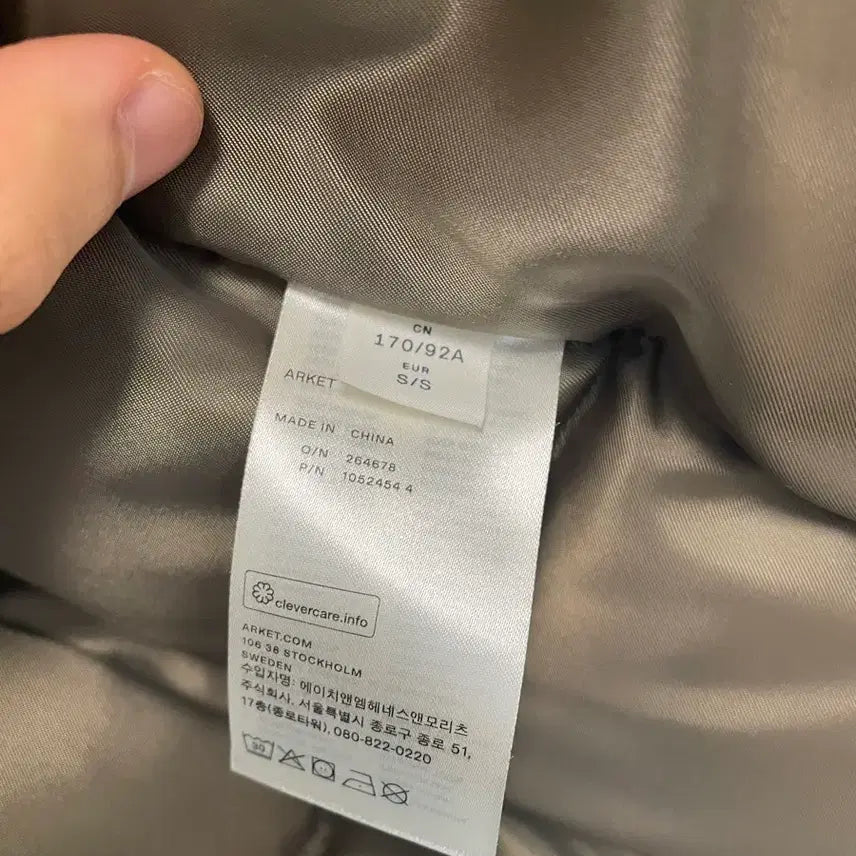 CN
170/92A
EUR
S/S
ARKET
MADE IN CHINA
O/N 264678
P/N 1052454 4
clevercare.info
ARKET.COM
106 38 STOCKHOLM
SWEDEN
수입자명: 에이치앤엠헤네스앤모리츠
주식회사, 서울특별시 종로구 종로 51,
17층(종로타워), 080-822-0220
30